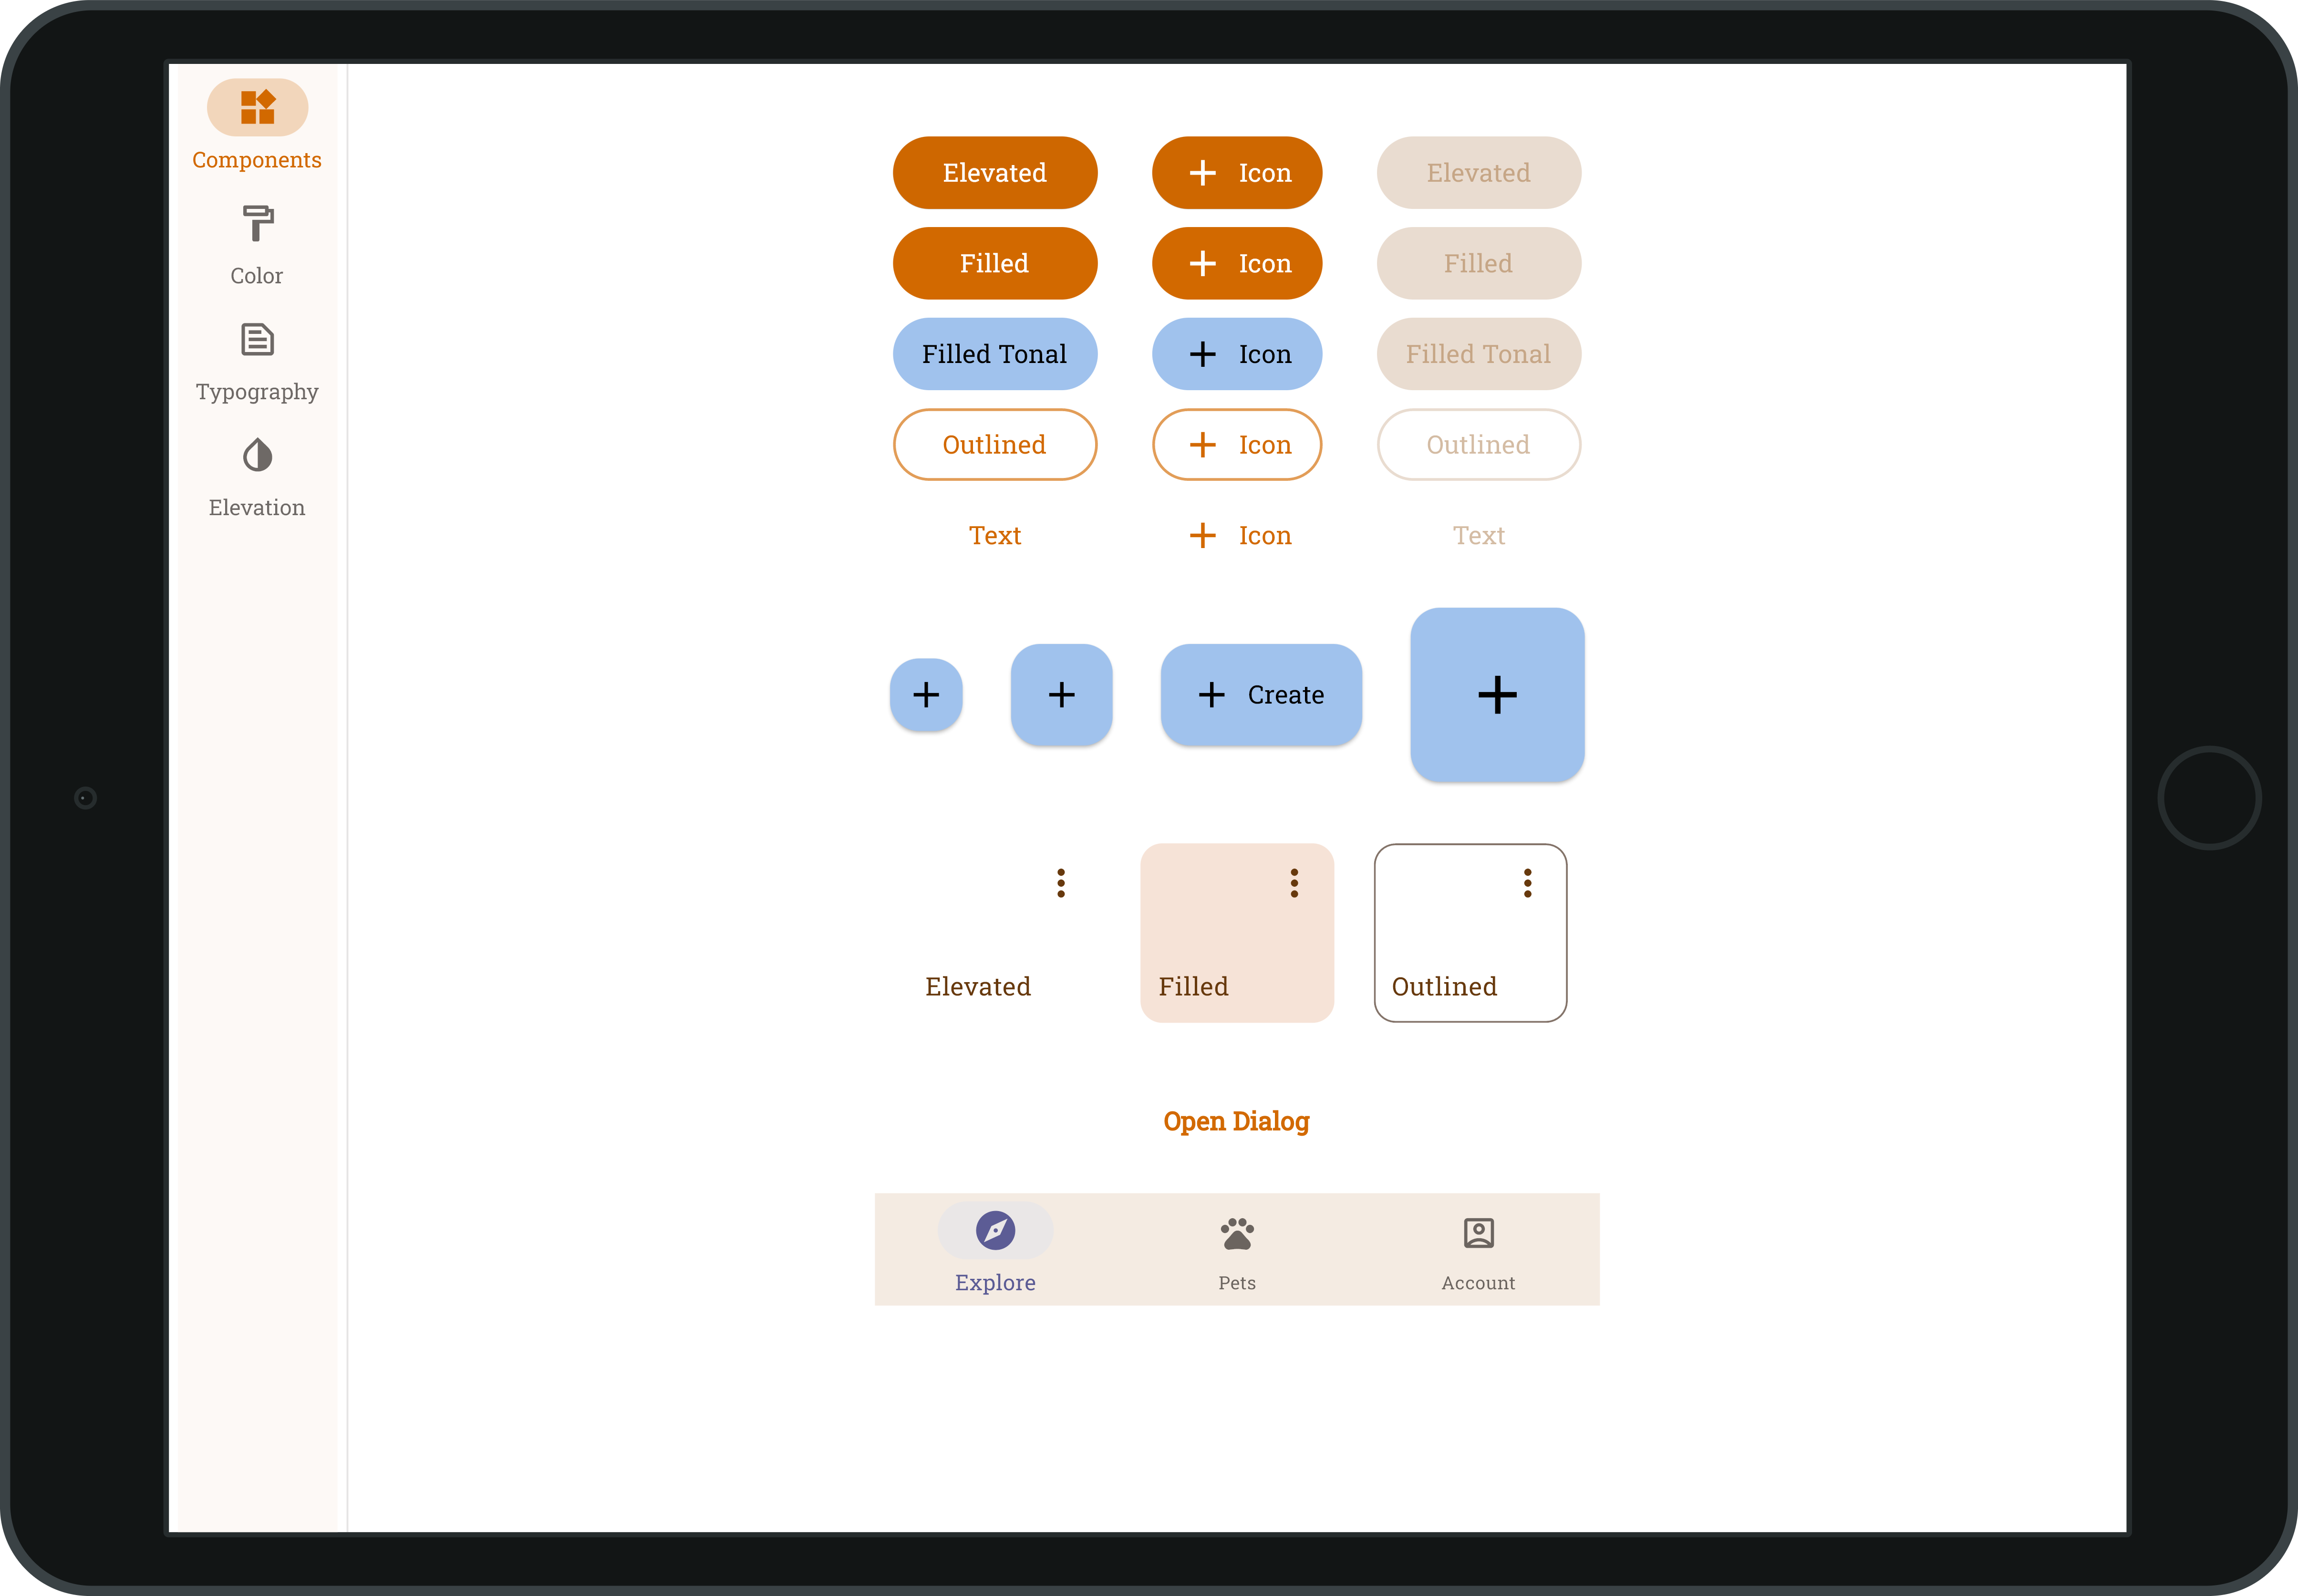 Components
Color
Typography
Elevation
Elevated Icon Elevated
Filled Icon Filled
Filled Tonal Icon Filled Tonal
Outlined Icon Outlined
Text Icon Text
Create
Elevated Filled Outlined
Open Dialog
Explore Pets Account